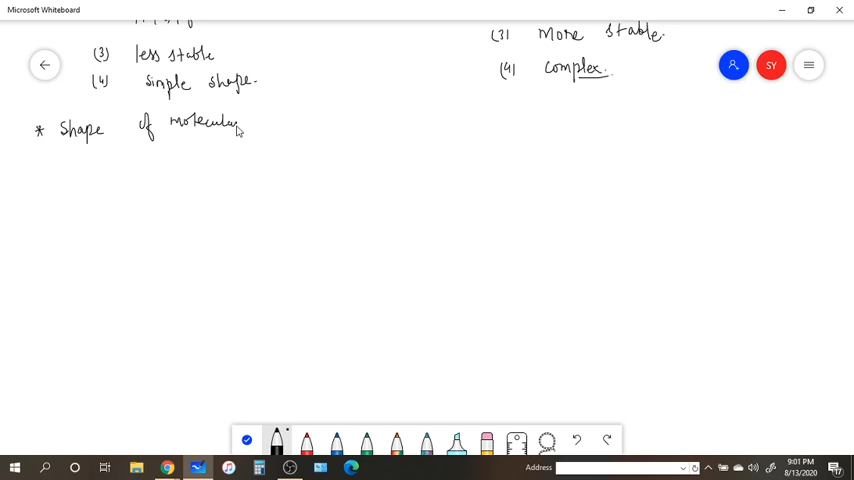 Microsoft Whiteboard
(3) less stable
(3) More stable.
(4) simple shape.
(4) complex.
SY
* Shape of molecular
Address
9:01 PM
8/13/2020
17